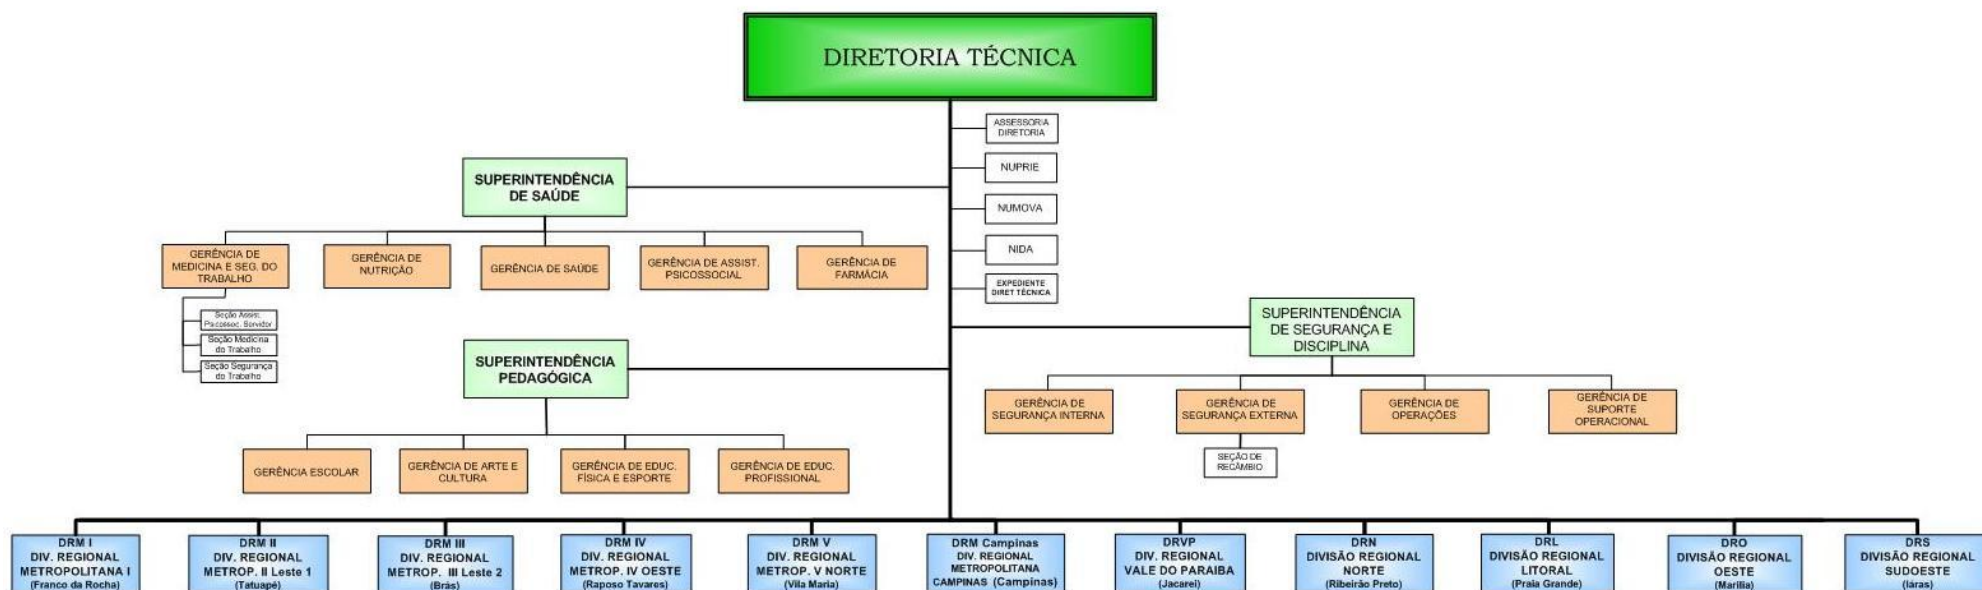 DIRETORIA TÉCNICA
ASSESSORIA
DIRETORIA
NUPRIE
NUMOVA
NIDA
EXPEDIENTE
DIRET TÉCNICA
SUPERINTENDÊNCIA
DE SAÚDE
GERÊNCIA DE
MEDICINA E SEG. DO
TRABALHO
GERÊNCIA DE
NUTRIÇÃO
GERÊNCIA DE SAÚDE
GERÊNCIA DE ASSIST.
PSICOSSOCIAL
GERÊNCIA DE
FARMÁCIA
Seção Assist.
Psicossoc. Servidor
Seção Medicina
do Trabalho
Seção Segurança
do Trabalho
SUPERINTENDÊNCIA
DE SEGURANÇA E
DISCIPLINA
GERÊNCIA DE
SEGURANÇA INTERNA
GERÊNCIA DE
SEGURANÇA EXTERNA
GERÊNCIA DE
OPERAÇÕES
GERÊNCIA DE
SUPORTE
OPERACIONAL
SEÇÃO DE
RECÂMBIO
SUPERINTENDÊNCIA
PEDAGÓGICA
GERÊNCIA ESCOLAR
GERÊNCIA DE ARTE E
CULTURA
GERÊNCIA DE EDUC.
FÍSICA E ESPORTE
GERÊNCIA DE EDUC.
PROFISSIONAL
DRM I
DIV. REGIONAL
METROPOLITANA I
(Franco da Rocha)
DRM II
DIV. REGIONAL
METROP. II Leste 1
(Tatuapé)
DRM III
DIV. REGIONAL
METROP. III Leste 2
(Brás)
DRM IV
DIV. REGIONAL
METROP. IV OESTE
(Raposo Tavares)
DRM V
DIV. REGIONAL
METROP. V NORTE
(Vila Maria)
DRM Campinas
DIV. REGIONAL
METROPOLITANA
CAMPINAS (Campinas)
DRVP
DIV. REGIONAL
VALE DO PARAIBA
(Jacarei)
DRN
DIVISÃO REGIONAL
NORTE
(Ribeirão Preto)
DRL
DIVISÃO REGIONAL
LITORAL
(Praia Grande)
DRO
DIVISÃO REGIONAL
OESTE
(Marília)
DRS
DIVISÃO REGIONAL
SUDOESTE
(Iáras)